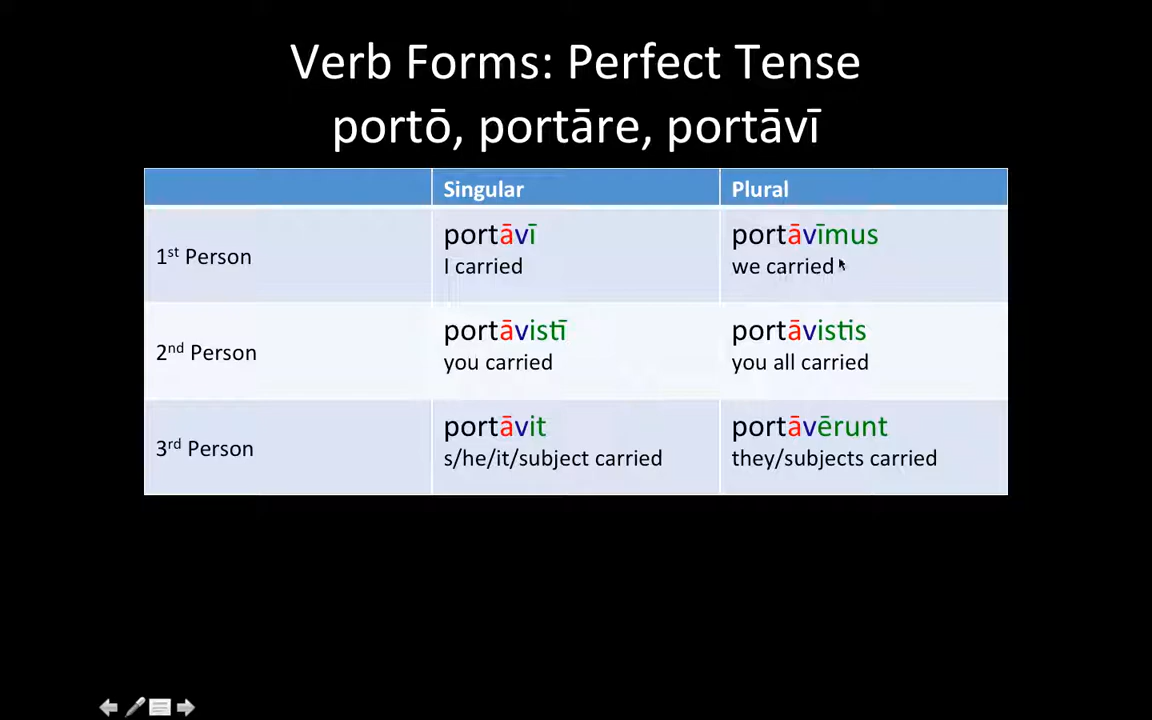 Verb Forms: Perfect Tense
portō, portāre, portāvī
Singular Plural
1st Person
portāvī
I carried
portāvīmus
we carried
2nd Person
portāvistī
you carried
portāvistis
you all carried
3rd Person
portāvit
s/he/it/subject carried
portāvērunt
they/subjects carried